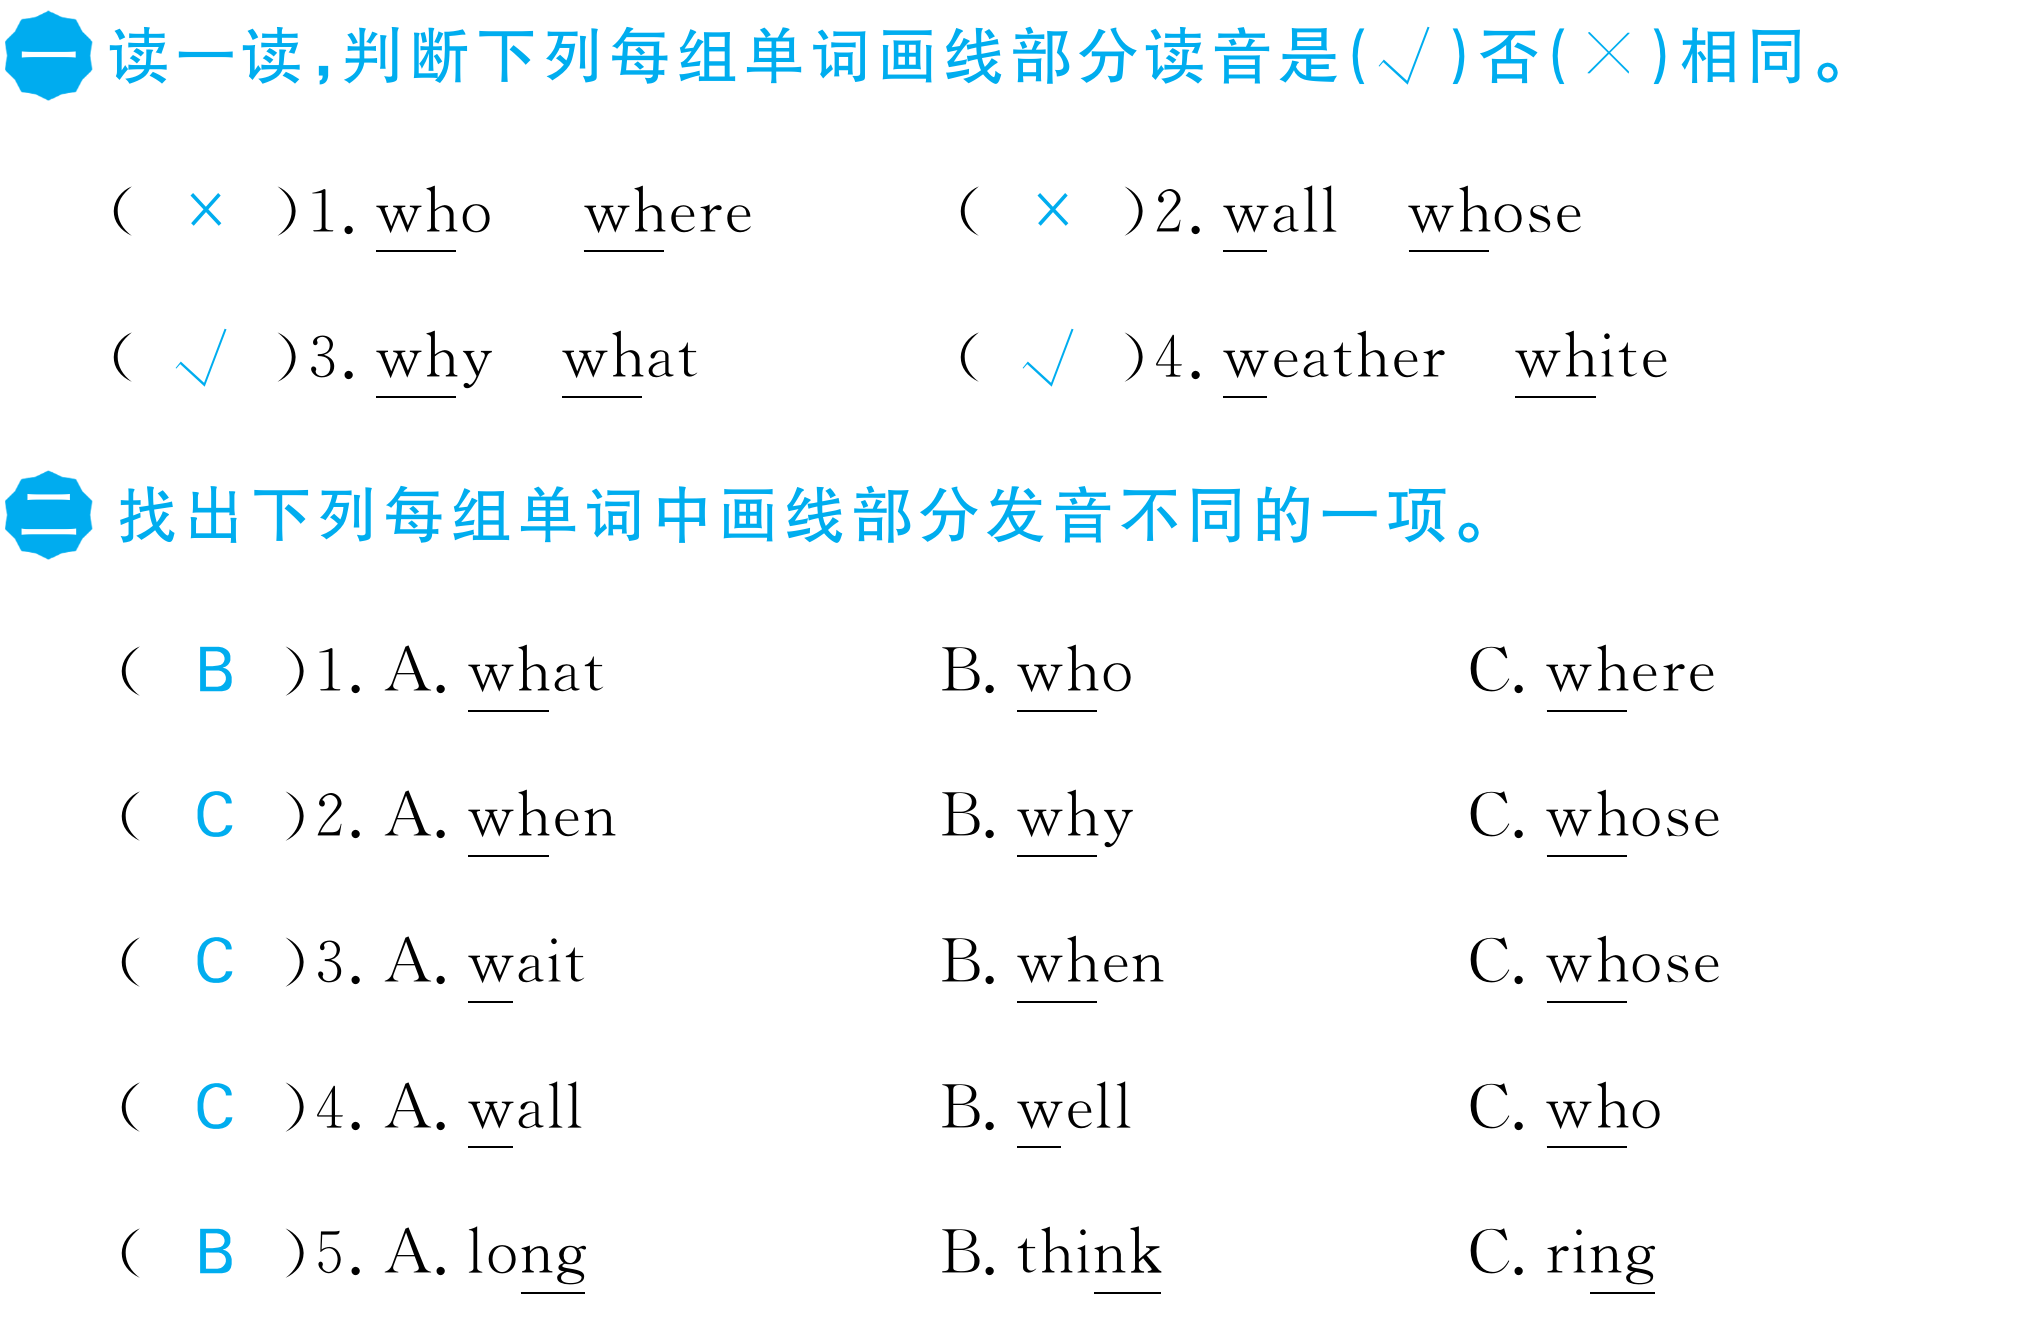 一 读一读,判断下列每组单词画线部分读音是(√)否(×)相同。
( × )1. who where ( × )2. wall whose
( √ )3. why what ( √ )4. weather white
二 找出下列每组单词中画线部分发音不同的一项。
( B )1. A. what B. who C. where
( C )2. A. when B. why C. whose
( C )3. A. wait B. when C. whose
( C )4. A. wall B. well C. who
( B )5. A. long B. think C. ring